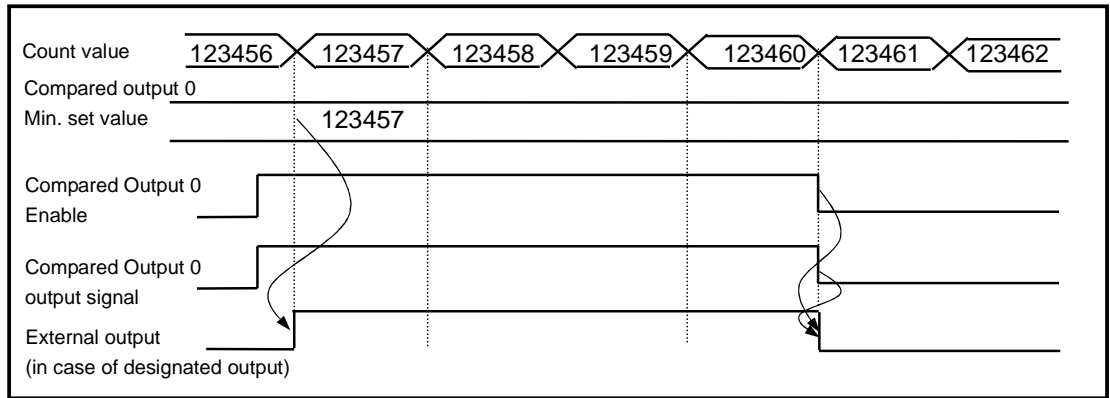 Count value
123456 123457 123458 123459 123460 123461 123462
Compared output 0
Min. set value
123457
Compared Output 0
Enable
Compared Output 0
output signal
External output
(in case of designated output)